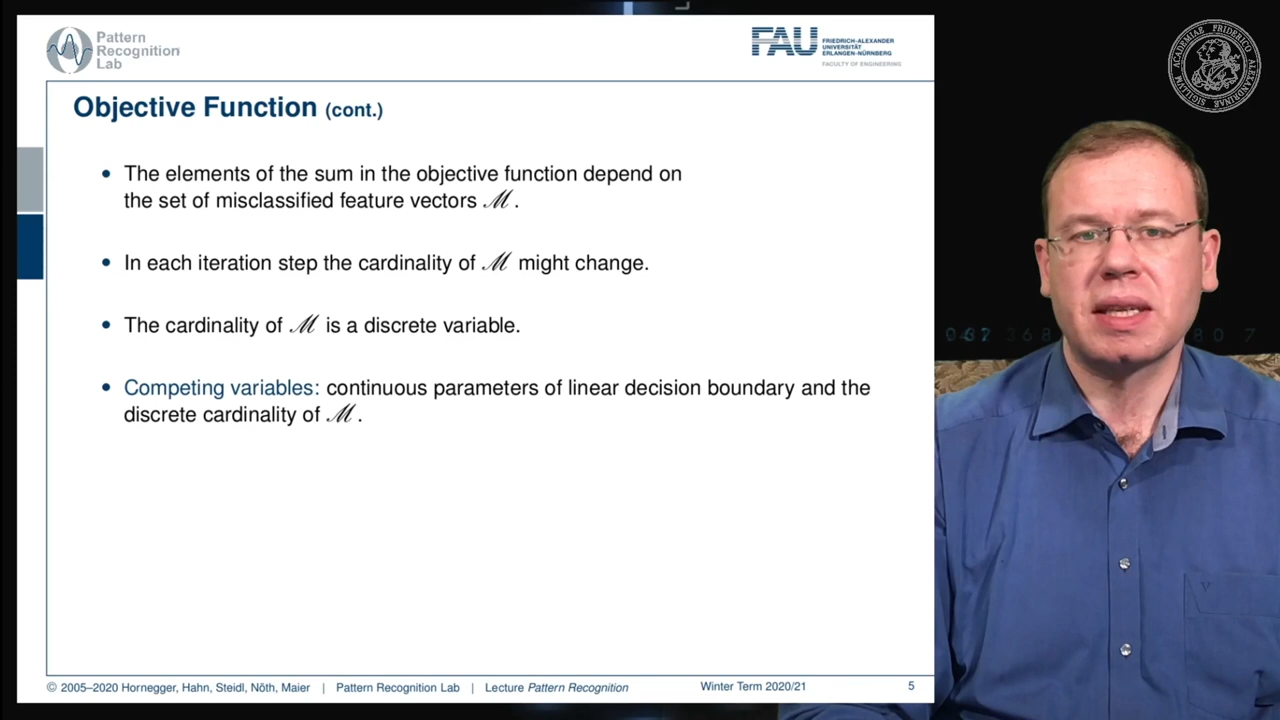 Pattern
Recognition
Lab
FAU
FRIEDRICH-ALEXANDER
UNIVERSITÄT
ERLANGEN-NÜRNBERG
FACULTY OF ENGINEERING
Objective Function (cont.)
• The elements of the sum in the objective function depend on
the set of misclassified feature vectors ℳ.
• In each iteration step the cardinality of ℳ might change.
• The cardinality of ℳ is a discrete variable.
• Competing variables: continuous parameters of linear decision boundary and the
discrete cardinality of ℳ.
© 2005–2020 Hornegger, Hahn, Steidl, Nöth, Maier | Pattern Recognition Lab | Lecture Pattern Recognition Winter Term 2020/21 5